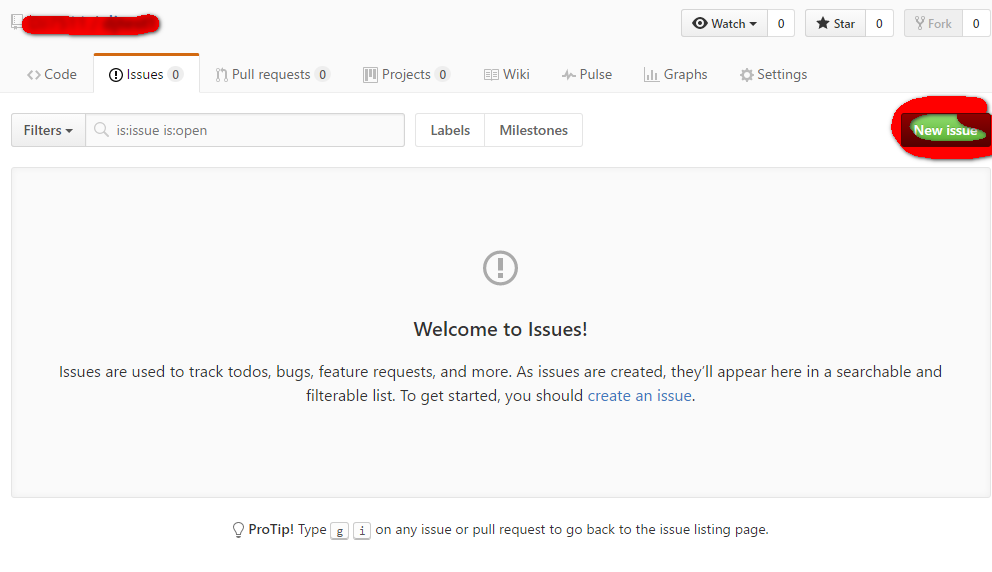 Watch 0 Star 0 Fork 0
Code Issues 0 Pull requests 0 Projects 0 Wiki Pulse Graphs Settings
Filters is:issue is:open Labels Milestones New issue
Welcome to Issues!
Issues are used to track todos, bugs, feature requests, and more. As issues are created, they’ll appear here in a searchable and
filterable list. To get started, you should create an issue.
ProTip! Type g i on any issue or pull request to go back to the issue listing page.